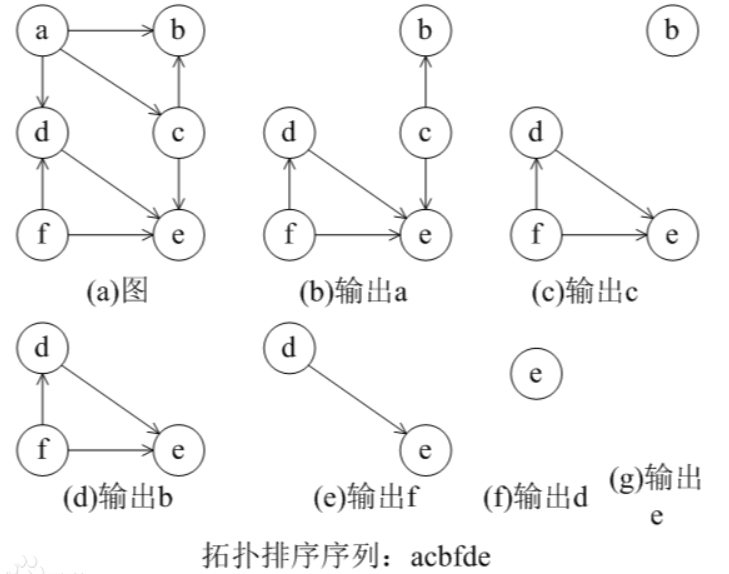 a b b b
d c d c d
f e f e f e
(a)图 (b)输出a (c)输出c
d d e
f e e
(d)输出b (e)输出f (f)输出d (g)输出
e
拓扑排序序列：acbfde